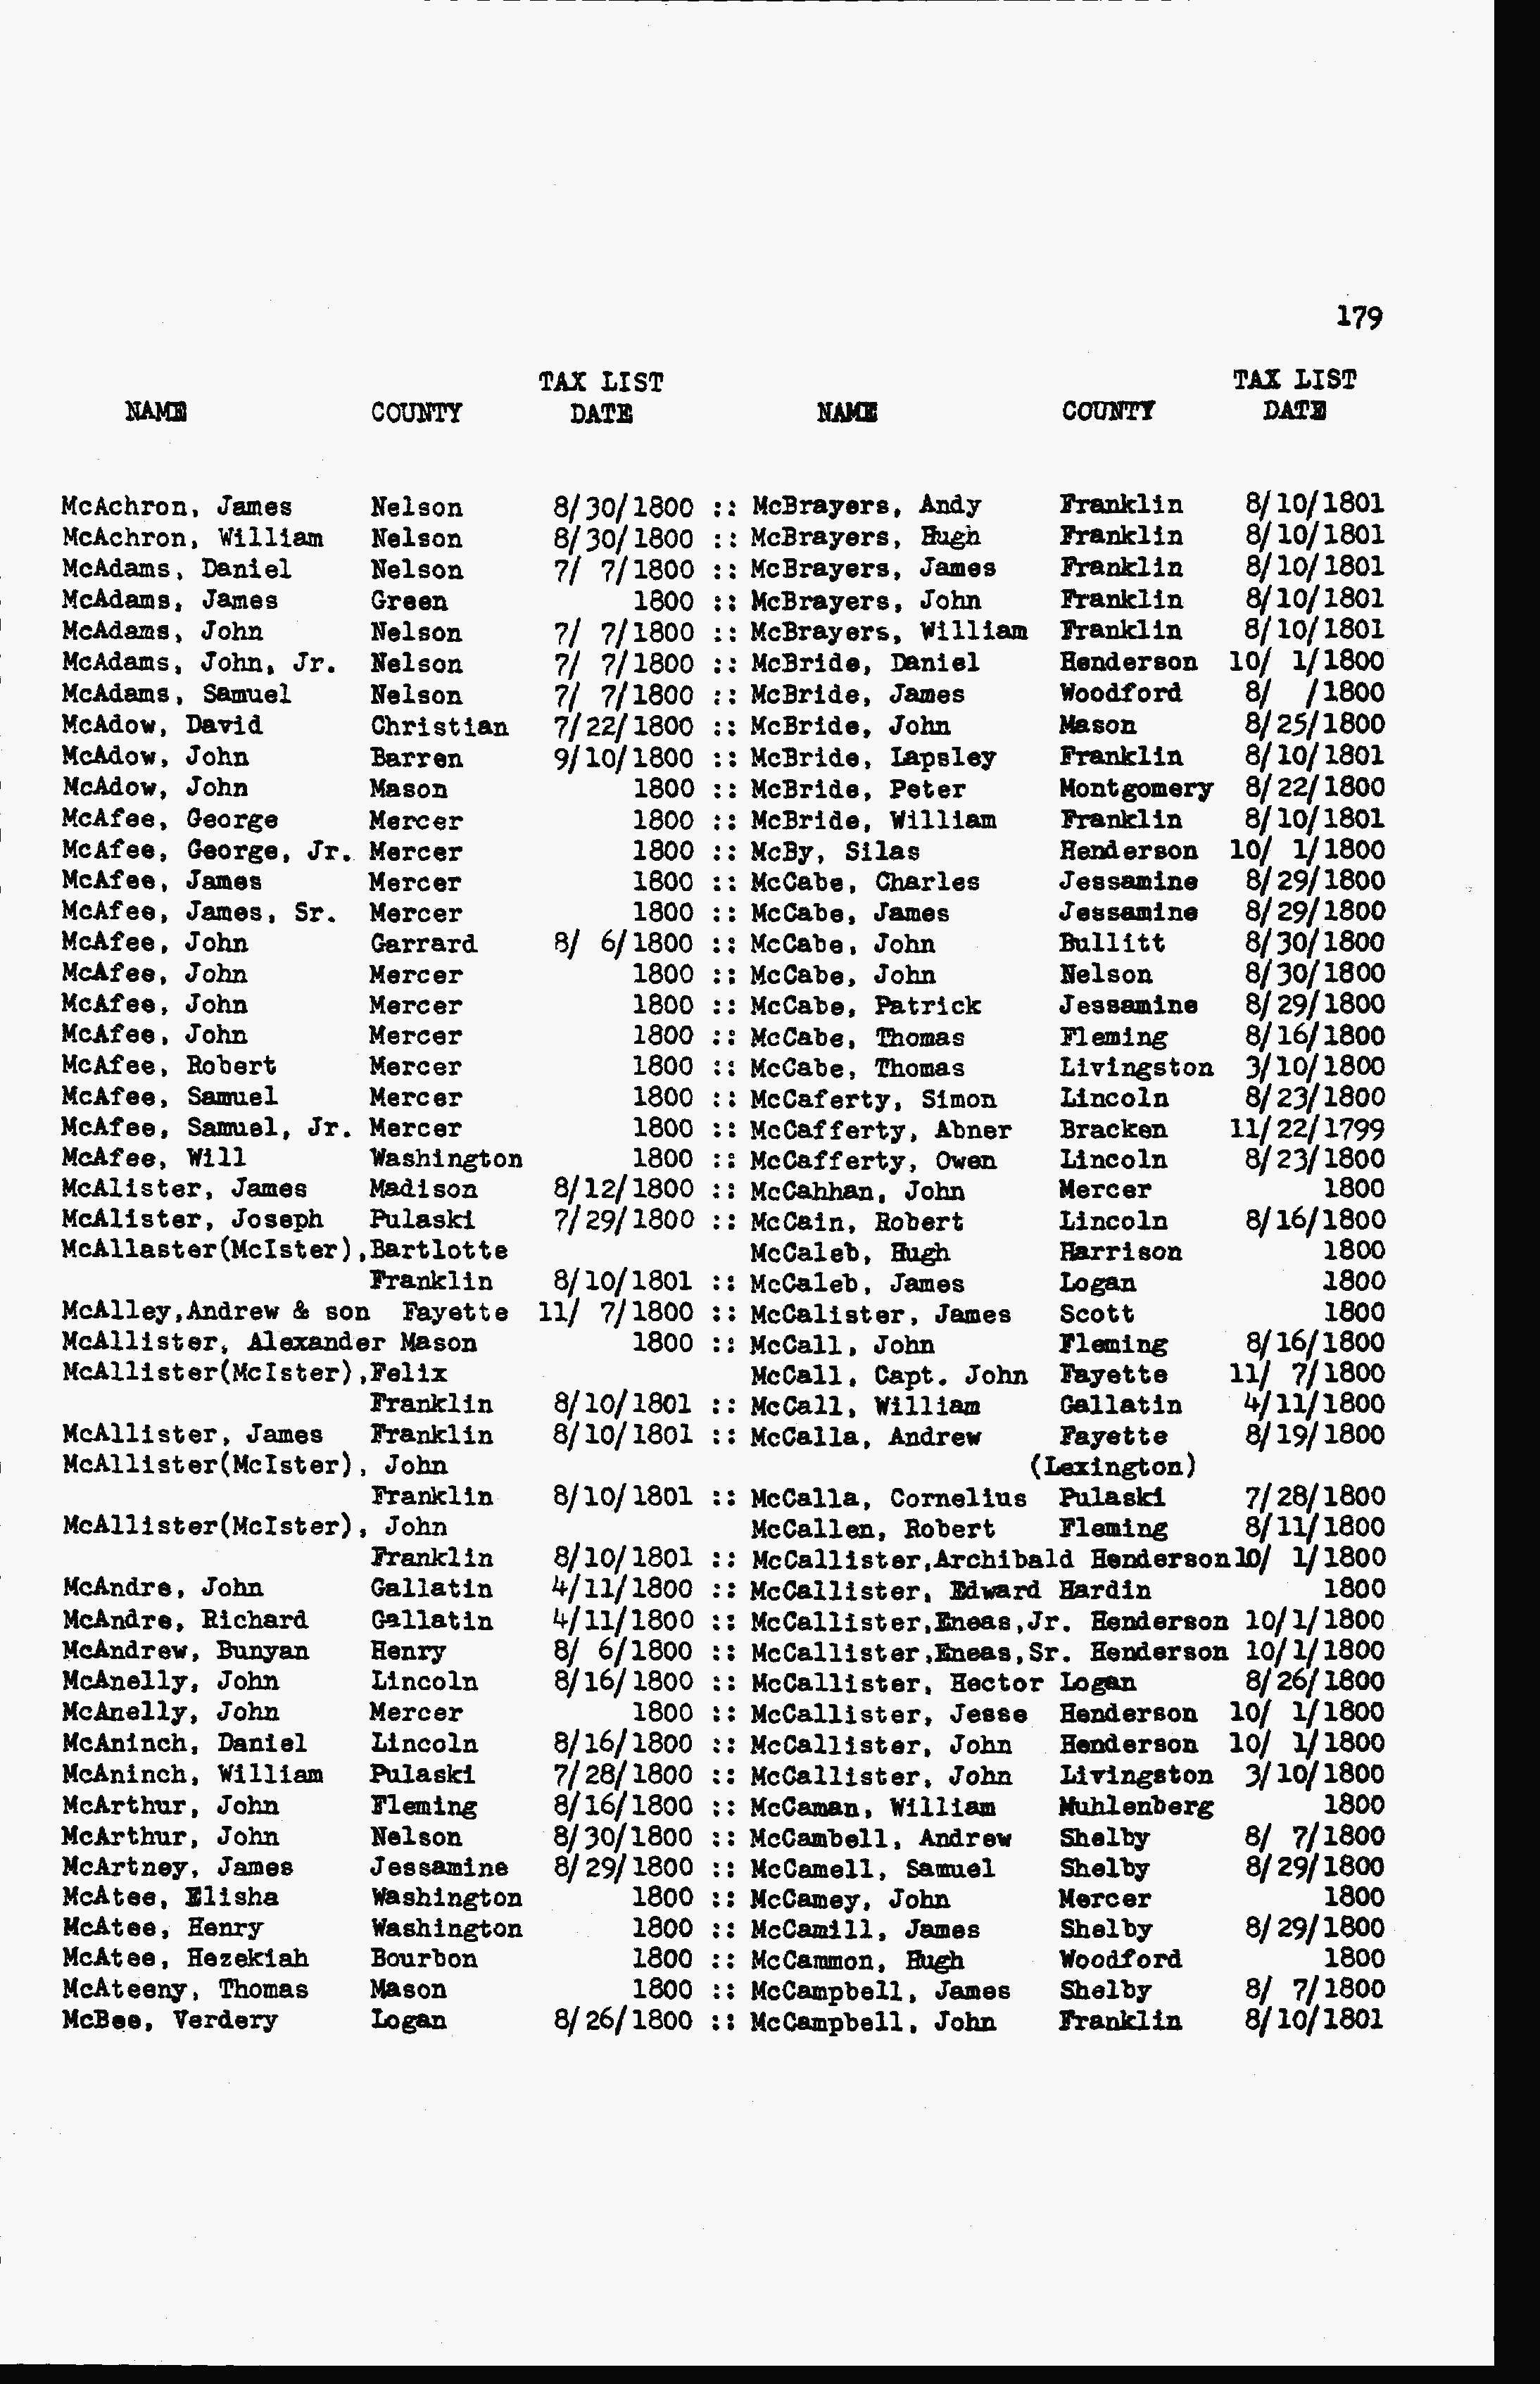 179
TAX LIST TAX LIST
NAME COUNTY DATE NAME COUNTY DATE
McAchron, James Nelson 8/30/1800 :: McBrayers, Andy Franklin 8/10/1801
McAchron, William Nelson 8/30/1800 :: McBrayers, Hugh Franklin 8/10/1801
McAdams, Daniel Nelson 7/ 7/1800 :: McBrayers, James Franklin 8/10/1801
McAdams, James Green 1800 :: McBrayers, John Franklin 8/10/1801
McAdams, John Nelson 7/ 7/1800 :: McBrayers, William Franklin 8/10/1801
McAdams, John, Jr. Nelson 7/ 7/1800 :: McBride, Daniel Henderson 10/ 1/1800
McAdams, Samuel Nelson 7/ 7/1800 :: McBride, James Woodford 8/ /1800
McAdow, David Christian 7/22/1800 :: McBride, John Mason 8/25/1800
McAdow, John Barren 9/10/1800 :: McBride, Lapsley Franklin 8/10/1801
McAdow, John Mason 1800 :: McBride, Peter Montgomery 8/22/1800
McAfee, George Mercer 1800 :: McBride, William Franklin 8/10/1801
McAfee, George, Jr. Mercer 1800 :: McBy, Silas Henderson 10/ 1/1800
McAfee, James Mercer 1800 :: McCabe, Charles Jessamine 8/29/1800
McAfee, James, Sr. Mercer 1800 :: McCabe, James Jessamine 8/29/1800
McAfee, John Garrard 8/ 6/1800 :: McCabe, John Bullitt 8/30/1800
McAfee, John Mercer 1800 :: McCabe, John Nelson 8/30/1800
McAfee, John Mercer 1800 :: McCabe, Patrick Jessamine 8/29/1800
McAfee, John Mercer 1800 :: McCabe, Thomas Fleming 8/16/1800
McAfee, Robert Mercer 1800 :: McCabe, Thomas Livingston 3/10/1800
McAfee, Samuel Mercer 1800 :: McCaferty, Simon Lincoln 8/23/1800
McAfee, Samuel, Jr. Mercer 1800 :: McCafferty, Abner Bracken 11/22/1799
McAfee, Will Washington 1800 :: McCafferty, Owen Lincoln 8/23/1800
McAlister, James Madison 8/12/1800 :: McCahhan, John Mercer 1800
McAlister, Joseph Pulaski 7/29/1800 :: McCain, Robert Lincoln 8/16/1800
McAllaster(McIster),Bartlotte McCaleb, Hugh Harrison 1800
Franklin 8/10/1801 :: McCaleb, James Logan 1800
McAlley,Andrew & son Fayette 11/ 7/1800 :: McCalister, James Scott 1800
McAllister, Alexander Mason 1800 :: McCall, John Fleming 8/16/1800
McAllister(McIster),Felix McCall, Capt. John Fayette 11/ 7/1800
Franklin 8/10/1801 :: McCall, William Gallatin 4/11/1800
McAllister, James Franklin 8/10/1801 :: McCalla, Andrew Fayette 8/19/1800
McAllister(McIster), John (Lexington)
Franklin 8/10/1801 :: McCalla, Cornelius Pulaski 7/28/1800
McAllister(McIster), John McCallen, Robert Fleming 8/11/1800
Franklin 8/10/1801 :: McCallister,Archibald Henderson10/ 1/1800
McAndre, John Gallatin 4/11/1800 :: McCallister, Edward Hardin 1800
McAndre, Richard Gallatin 4/11/1800 :: McCallister,Eneas,Jr. Henderson 10/1/1800
McAndrew, Bunyan Henry 8/ 6/1800 :: McCallister,Eneas,Sr. Henderson 10/1/1800
McAnelly, John Lincoln 8/16/1800 :: McCallister, Hector Logan 8/26/1800
McAnelly, John Mercer 1800 :: McCallister, Jesse Henderson 10/ 1/1800
McAninch, Daniel Lincoln 8/16/1800 :: McCallister, John Henderson 10/ 1/1800
McAninch, William Pulaski 7/28/1800 :: McCallister, John Livingston 3/10/1800
McArthur, John Fleming 8/16/1800 :: McCaman, William Muhlenberg 1800
McArthur, John Nelson 8/30/1800 :: McCambell, Andrew Shelby 8/ 7/1800
McArtney, James Jessamine 8/29/1800 :: McCamell, Samuel Shelby 8/29/1800
McAtee, Elisha Washington 1800 :: McCamey, John Mercer 1800
McAtee, Henry Washington 1800 :: McCamill, James Shelby 8/29/1800
McAtee, Hezekiah Bourbon 1800 :: McCammon, Hugh Woodford 1800
McAteeny, Thomas Mason 1800 :: McCampbell, James Shelby 8/ 7/1800
McBee, Verdery Logan 8/26/1800 :: McCampbell, John Franklin 8/10/1801